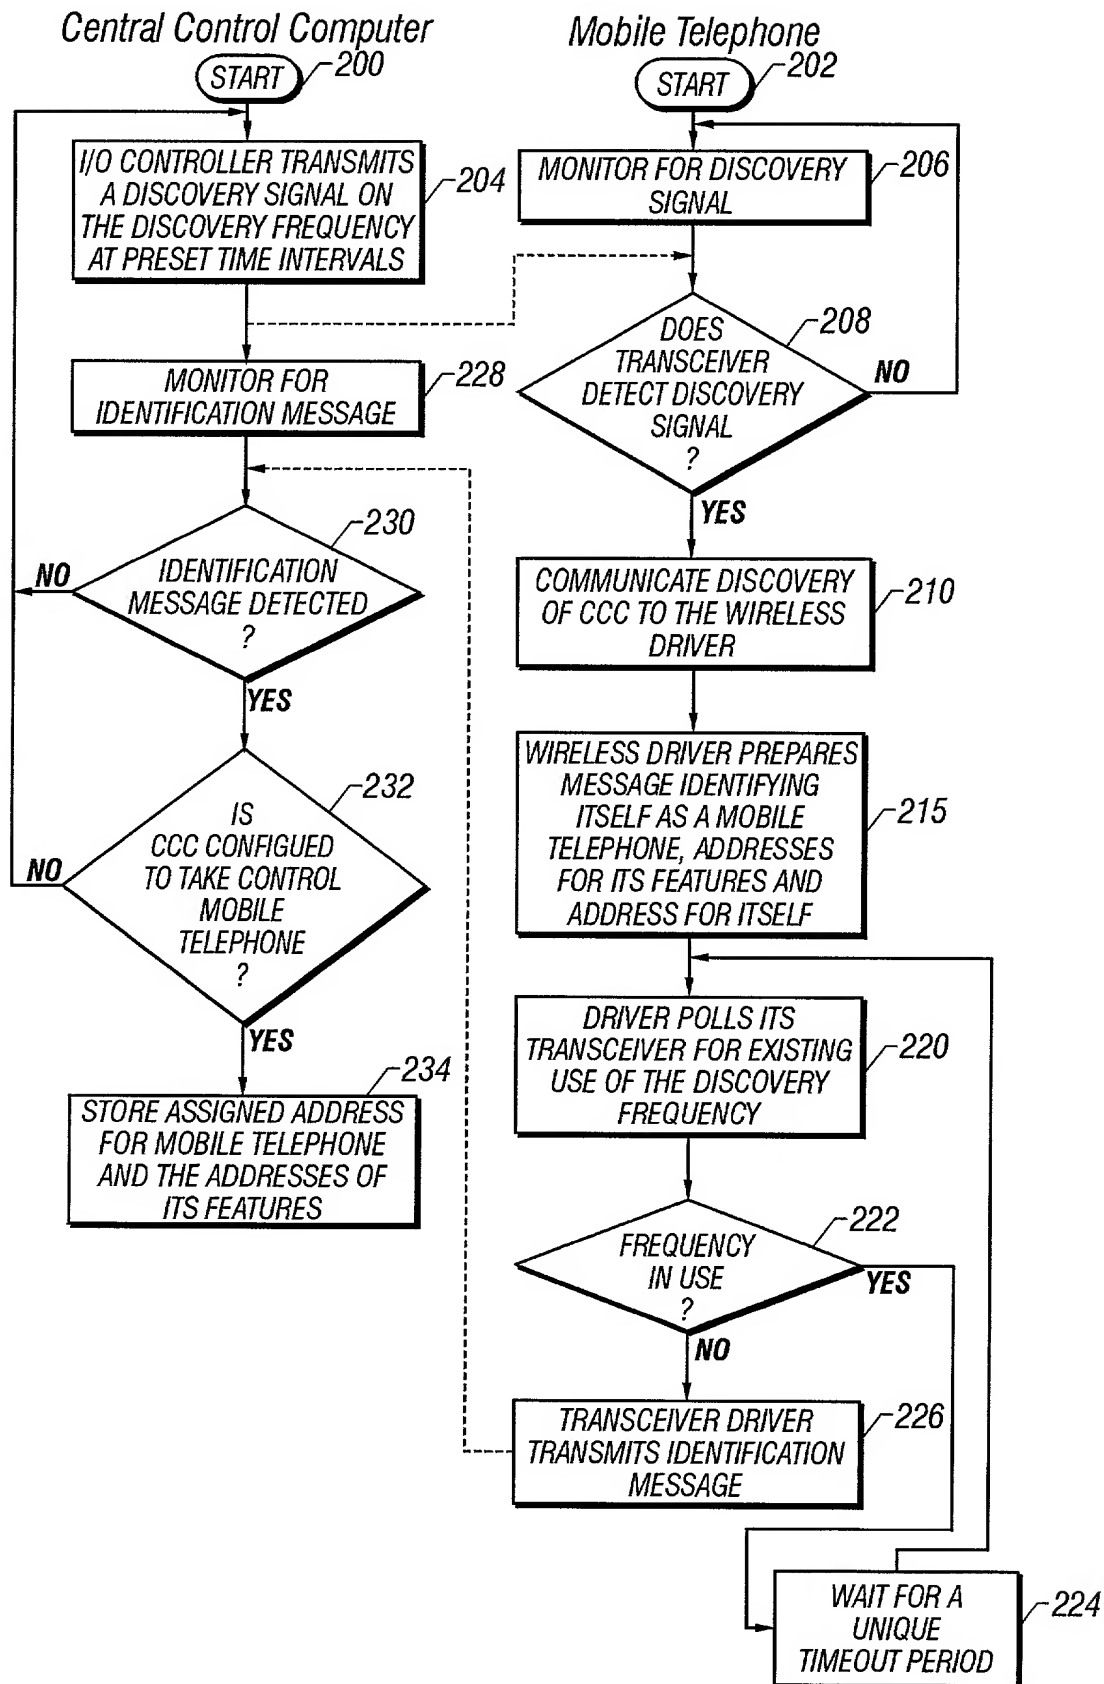 Central Control Computer
START
200
I/O CONTROLLER TRANSMITS
A DISCOVERY SIGNAL ON
THE DISCOVERY FREQUENCY
AT PRESET TIME INTERVALS
204
MONITOR FOR
IDENTIFICATION MESSAGE
228
230
IDENTIFICATION
MESSAGE DETECTED
?
NO
YES
232
IS
CCC CONFIGUED
TO TAKE CONTROL
MOBILE
TELEPHONE
?
NO
YES
234
STORE ASSIGNED ADDRESS
FOR MOBILE TELEPHONE
AND THE ADDRESSES OF
ITS FEATURES
Mobile Telephone
START
202
MONITOR FOR DISCOVERY
SIGNAL
206
208
DOES
TRANSCEIVER
DETECT DISCOVERY
SIGNAL
?
NO
YES
COMMUNICATE DISCOVERY
OF CCC TO THE WIRELESS
DRIVER
210
WIRELESS DRIVER PREPARES
MESSAGE IDENTIFYING
ITSELF AS A MOBILE
TELEPHONE, ADDRESSES
FOR ITS FEATURES AND
ADDRESS FOR ITSELF
215
DRIVER POLLS ITS
TRANSCEIVER FOR EXISTING
USE OF THE DISCOVERY
FREQUENCY
220
222
FREQUENCY
IN USE
?
YES
NO
TRANSCEIVER DRIVER
TRANSMITS IDENTIFICATION
MESSAGE
226
WAIT FOR A
UNIQUE
TIMEOUT PERIOD
224